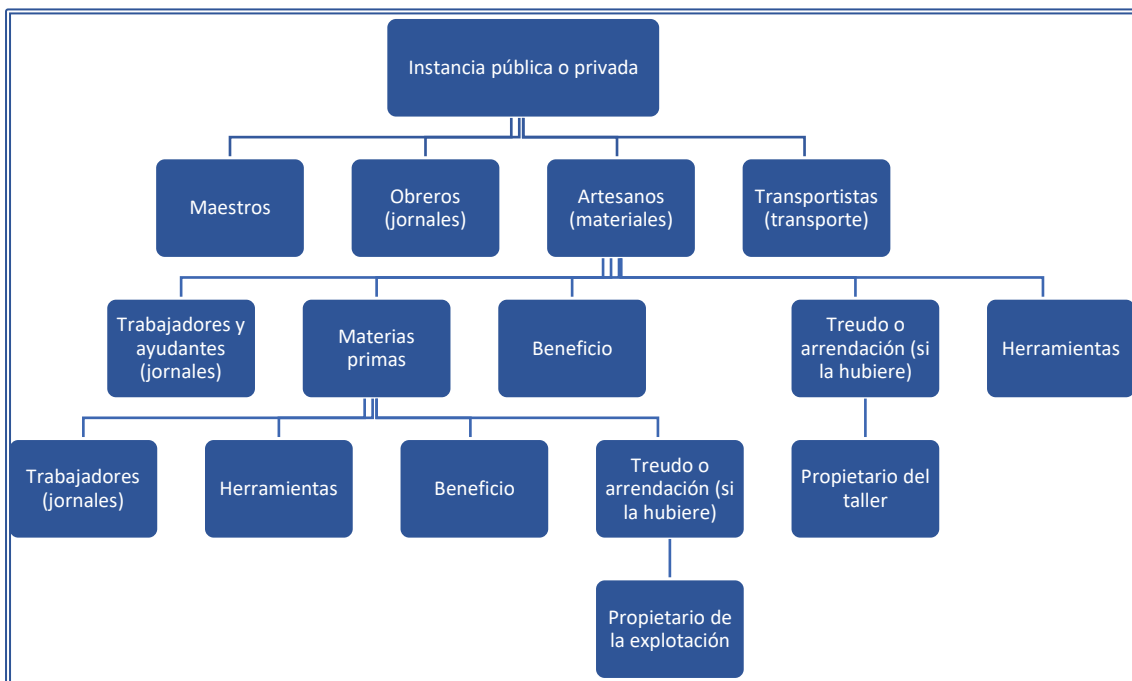 Instancia pública o privada
Maestros
Obreros
(jornales)
Artesanos
(materiales)
Transportistas
(transporte)
Trabajadores y
ayudantes
(jornales)
Materias
primas
Beneficio
Treudo o
arrendación (si
la hubiere)
Herramientas
Trabajadores
(jornales)
Herramientas
Beneficio
Treudo o
arrendación (si
la hubiere)
Propietario del
taller
Propietario de
la explotación